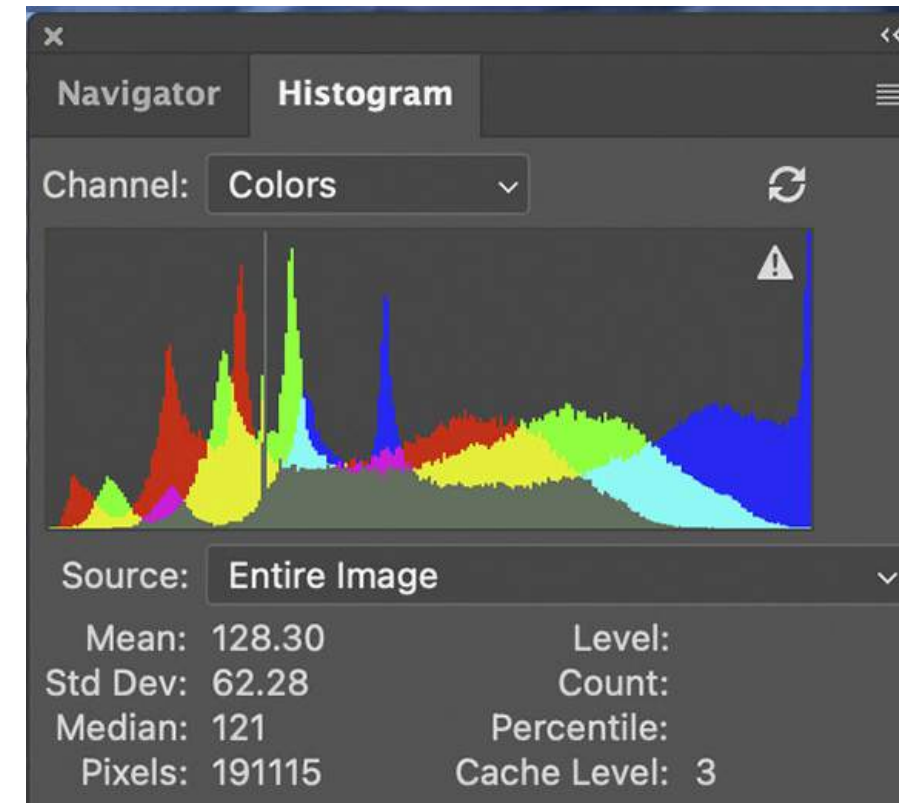 Navigator Histogram
Channel: Colors
Source: Entire Image
Mean: 128.30 Level:
Std Dev: 62.28 Count:
Median: 121 Percentile:
Pixels: 191115 Cache Level: 3